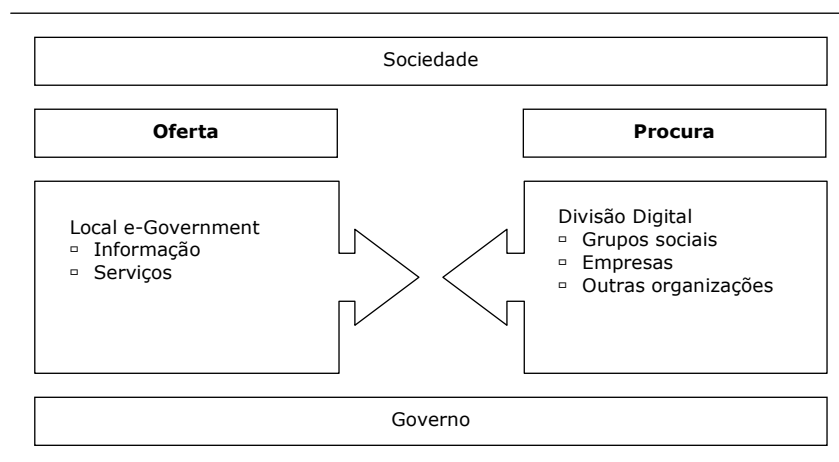 Sociedade
Oferta
Procura
Local e-Government
▫ Informação
▫ Serviços
Divisão Digital
▫ Grupos sociais
▫ Empresas
▫ Outras organizações
Governo